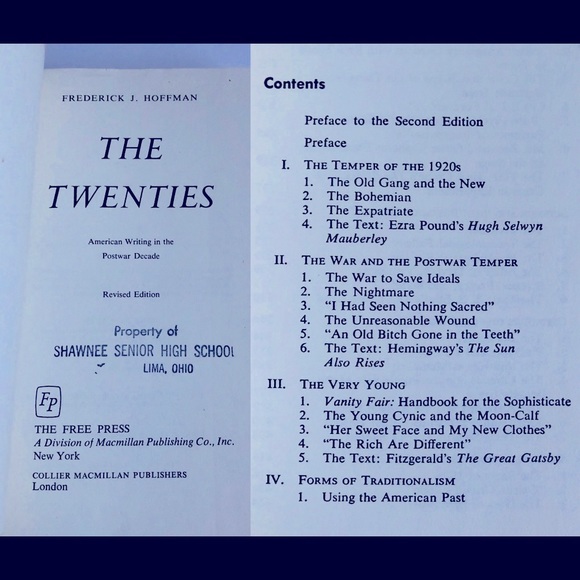 FREDERICK J. HOFFMAN
THE
TWENTIES
American Writing in the
Postwar Decade
Revised Edition
Property of
SHAWNEE SENIOR HIGH SCHOOL
LIMA, OHIO
Fp
THE FREE PRESS
A Division of Macmillan Publishing Co., Inc.
New York
COLLIER MACMILLAN PUBLISHERS
London
Contents
Preface to the Second Edition
Preface
I. THE TEMPER OF THE 1920s
1. The Old Gang and the New
2. The Bohemian
3. The Expatriate
4. The Text: Ezra Pound's Hugh Selwyn
Mauberley
II. THE WAR AND THE POSTWAR TEMPER
1. The War to Save Ideals
2. The Nightmare
3. "I Had Seen Nothing Sacred"
4. The Unreasonable Wound
5. "An Old Bitch Gone in the Teeth"
6. The Text: Hemingway's The Sun
Also Rises
III. THE VERY YOUNG
1. Vanity Fair: Handbook for the Sophisticate
2. The Young Cynic and the Moon-Calf
3. "Her Sweet Face and My New Clothes"
4. "The Rich Are Different"
5. The Text: Fitzgerald's The Great Gatsby
IV. FORMS OF TRADITIONALISM
1. Using the American Past